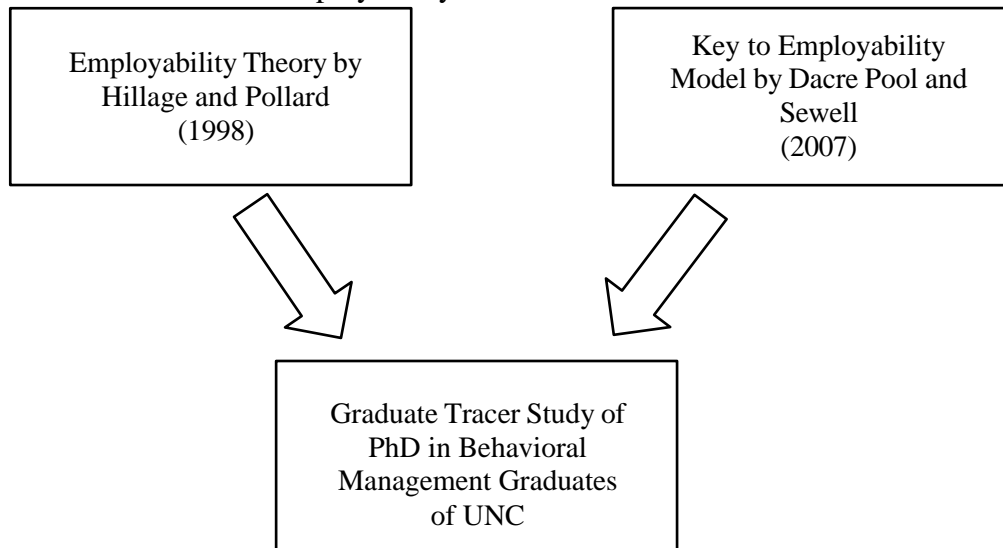 Employability Theory by
Hillage and Pollard
(1998)
Key to Employability
Model by Dacre Pool and
Sewell
(2007)
Graduate Tracer Study of
PhD in Behavioral
Management Graduates
of UNC